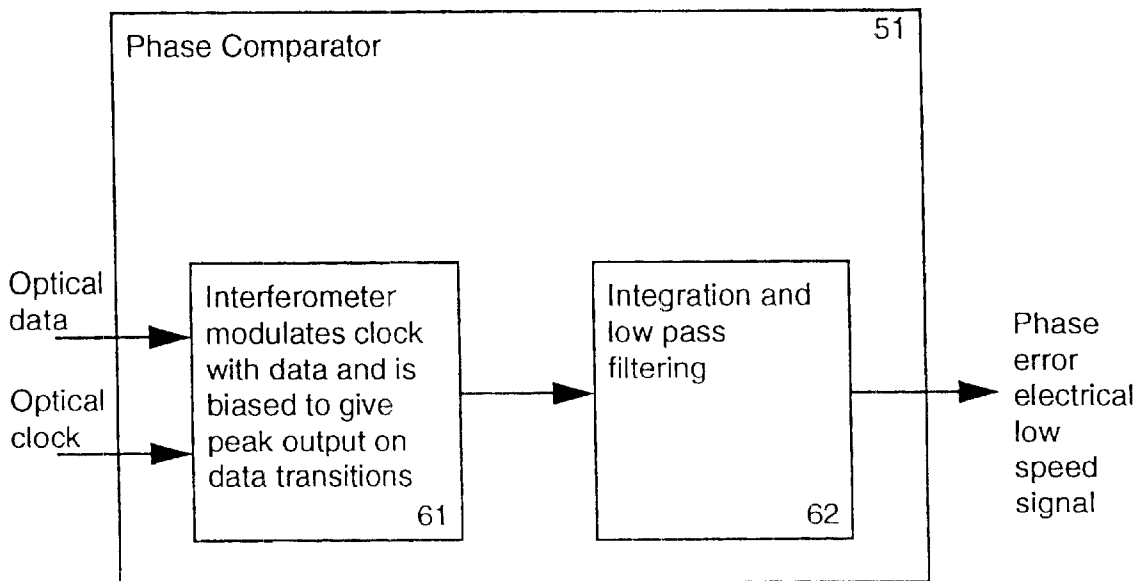 Phase Comparator
51
Optical
data
Optical
clock
Interferometer
modulates clock
with data and is
biased to give
peak output on
data transitions
61
Integration and
low pass
filtering
62
Phase
error
electrical
low
speed
signal